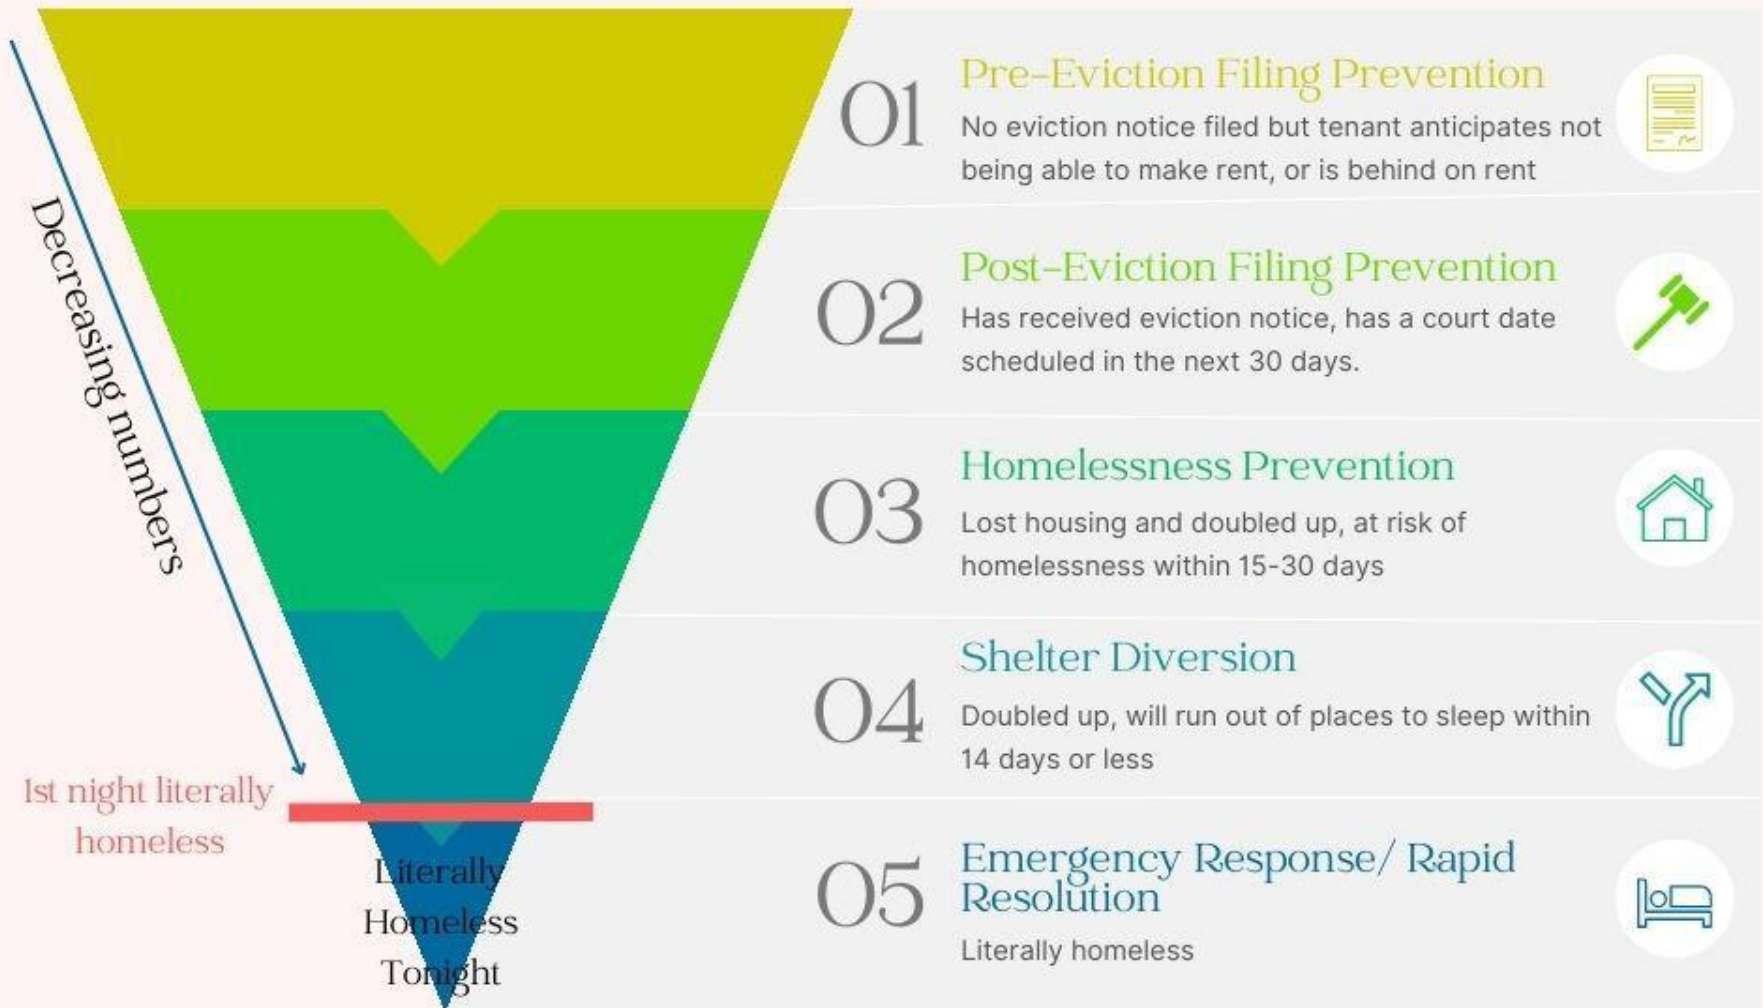 01
Pre-Eviction Filing Prevention
No eviction notice filed but tenant anticipates not
being able to make rent, or is behind on rent
02
Post-Eviction Filing Prevention
Has received eviction notice, has a court date
scheduled in the next 30 days.
03
Homelessness Prevention
Lost housing and doubled up, at risk of
homelessness within 15-30 days
04
Shelter Diversion
Doubled up, will run out of places to sleep within
14 days or less
05
Emergency Response/ Rapid
Resolution
Literally homeless
Decreasing numbers
1st night literally
homeless
Literally
Homeless
Tonight